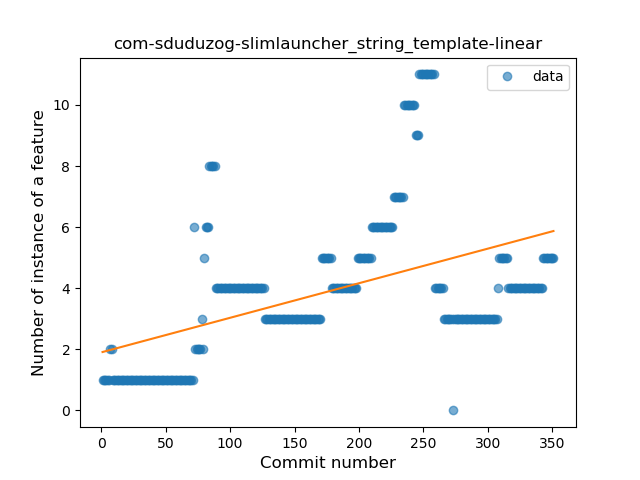 com-sduduzog-slimlauncher_string_template-linear
data
Number of instance of a feature
10
8
6
4
2
0
0 50 100 150 200 250 300 350
Commit number